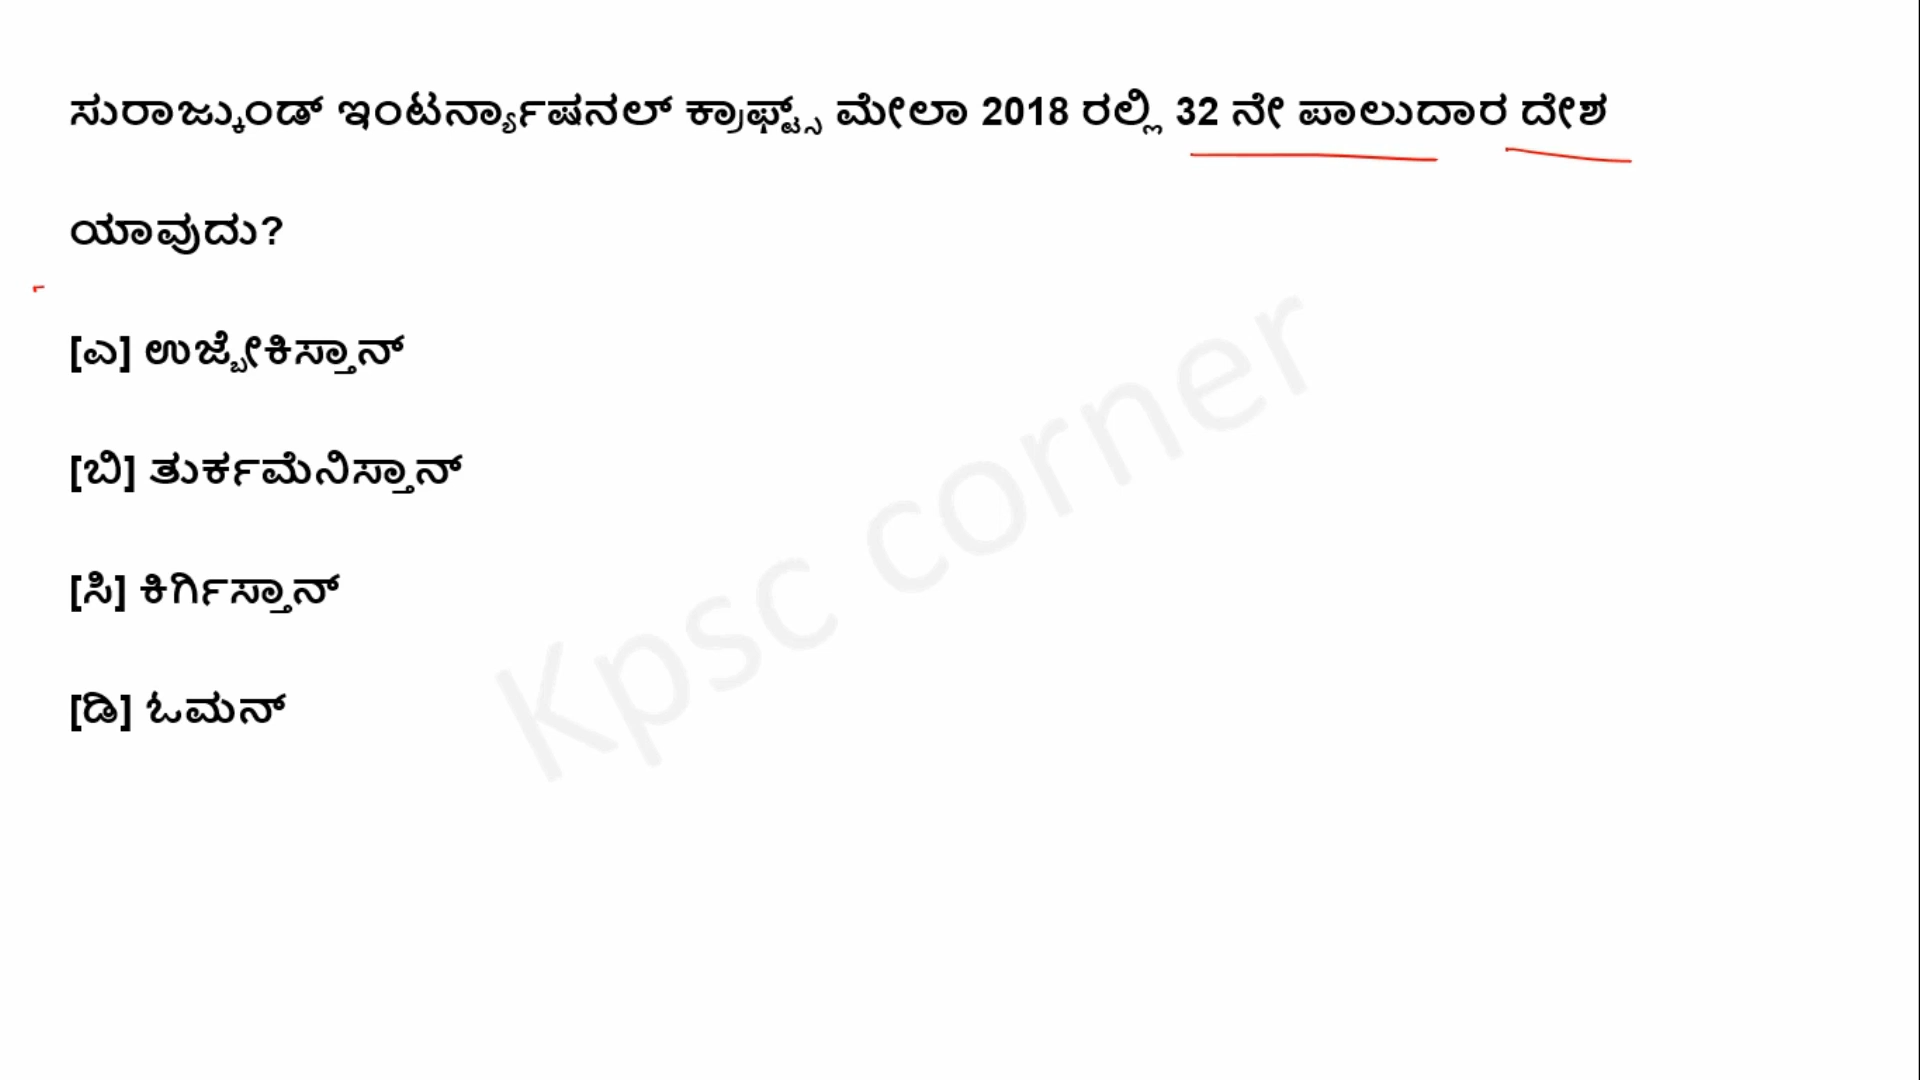 ಸುರಾಜ್ಕುಂಡ್ ಇಂಟರ್ನ್ಯಾಷನಲ್ ಕ್ರಾಫ್ಟ್ಸ್ ಮೇಲಾ 2018 ರಲ್ಲಿ 32 ನೇ ಪಾಲುದಾರ ದೇಶ
ಯಾವುದು?
[ಎ] ಉಜ್ಬೇಕಿಸ್ತಾನ್
[ಬಿ] ತುರ್ಕಮೆನಿಸ್ತಾನ್
[ಸಿ] ಕಿರ್ಗಿಸ್ತಾನ್
[ಡಿ] ಓಮನ್
Kpsc corner